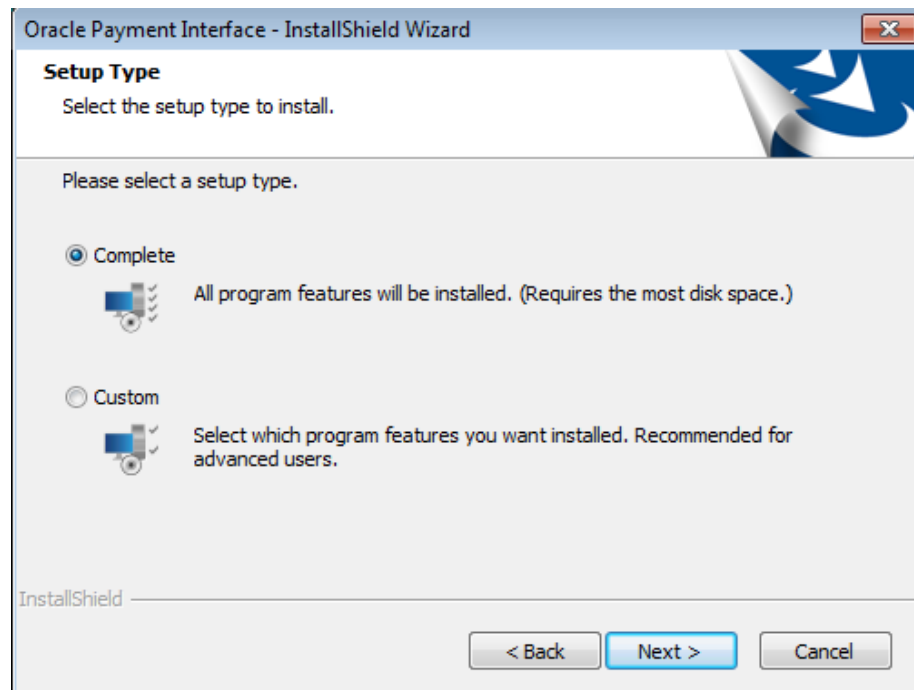 Oracle Payment Interface - InstallShield Wizard
Setup Type
Select the setup type to install.
Please select a setup type.
Complete
All program features will be installed. (Requires the most disk space.)
Custom
Select which program features you want installed. Recommended for
advanced users.
InstallShield
< Back
Next >
Cancel